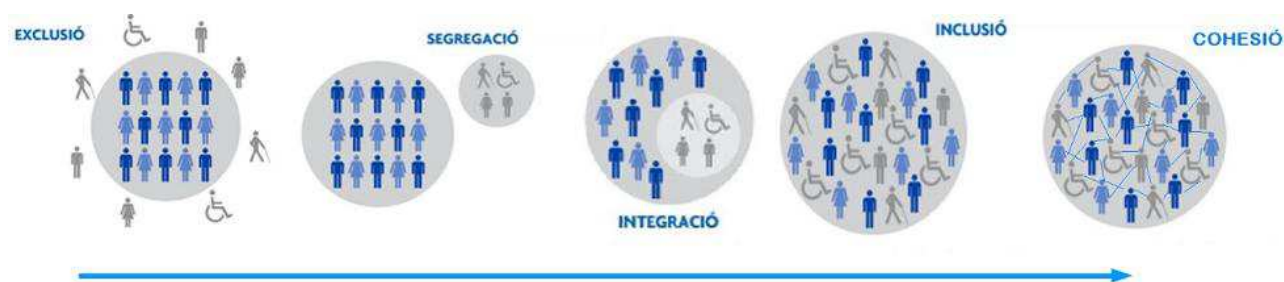 EXCLUSIÓ
SEGREGACIÓ
INTEGRACIÓ
INCLUSIÓ
COHESIÓ